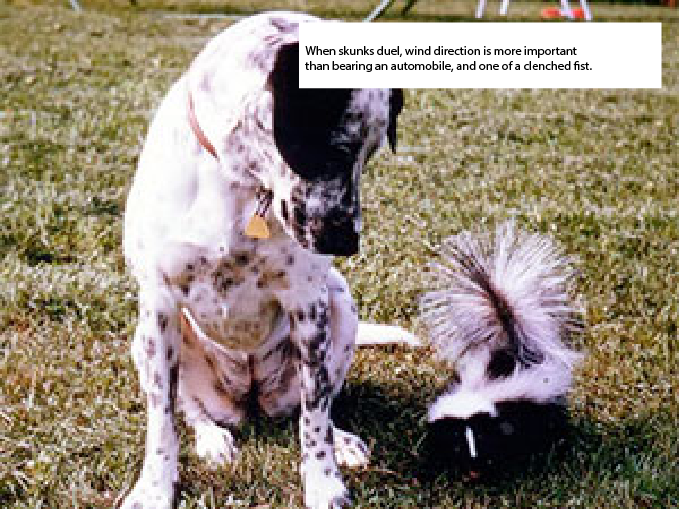 When skunks duel, wind direction is more important
than bearing an automobile, and one of a clenched fist.